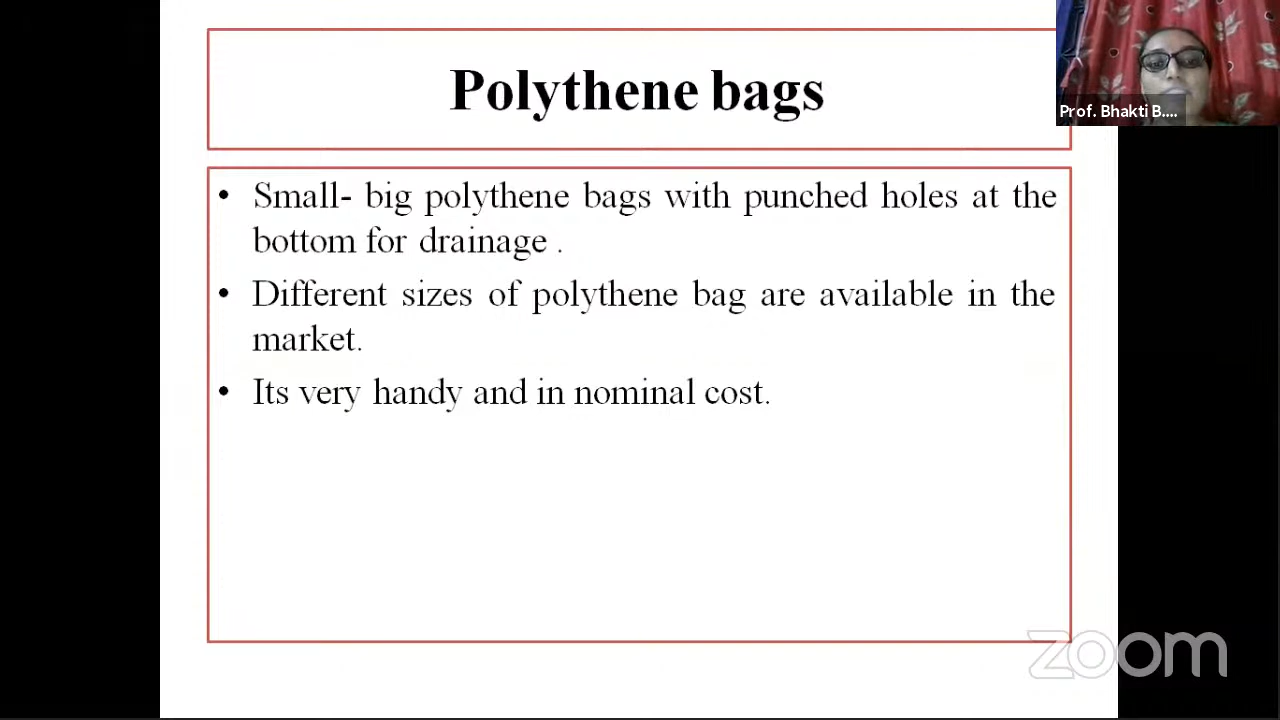 Polythene bags
Prof. Bhakti B....
• Small- big polythene bags with punched holes at the
bottom for drainage .
• Different sizes of polythene bag are available in the
market.
• Its very handy and in nominal cost.
zoom